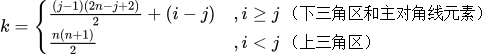 k = { (j−1)(2n−j+2)/2 + (i − j) , i ≥ j （下三角区和主对角线元素）
n(n+1)/2 , i < j （上三角区）